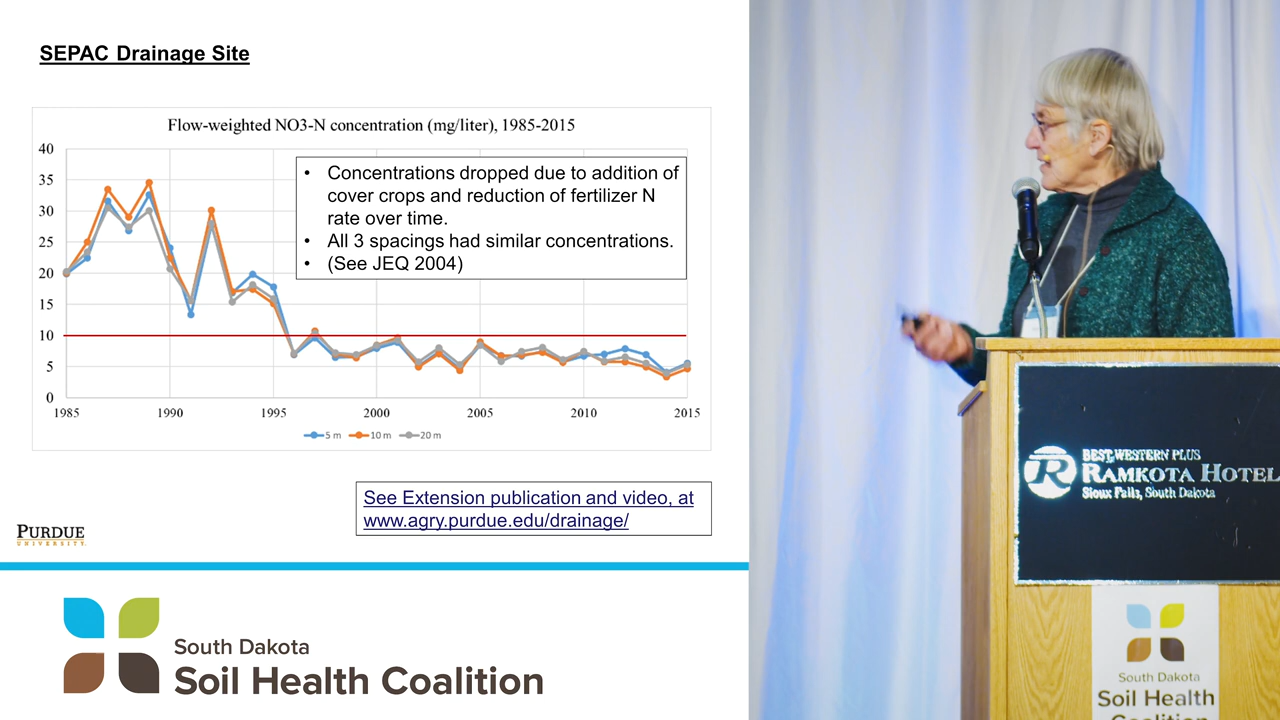 SEPAC Drainage Site
Flow-weighted NO3-N concentration (mg/liter), 1985-2015
40
35
30
25
20
15
10
5
0
• Concentrations dropped due to addition of
cover crops and reduction of fertilizer N
rate over time.
• All 3 spacings had similar concentrations.
• (See JEQ 2004)
1985 1990 1995 2000 2005 2010 2015
5 m 10 m 20 m
See Extension publication and video, at
www.agry.purdue.edu/drainage/
PURDUE
UNIVERSITY
South Dakota
Soil Health Coalition
BEST WESTERN PLUS
R RAMKOTA HOTEL
Sioux Falls, South Dakota
South Dakota
Soil Health
Coalition